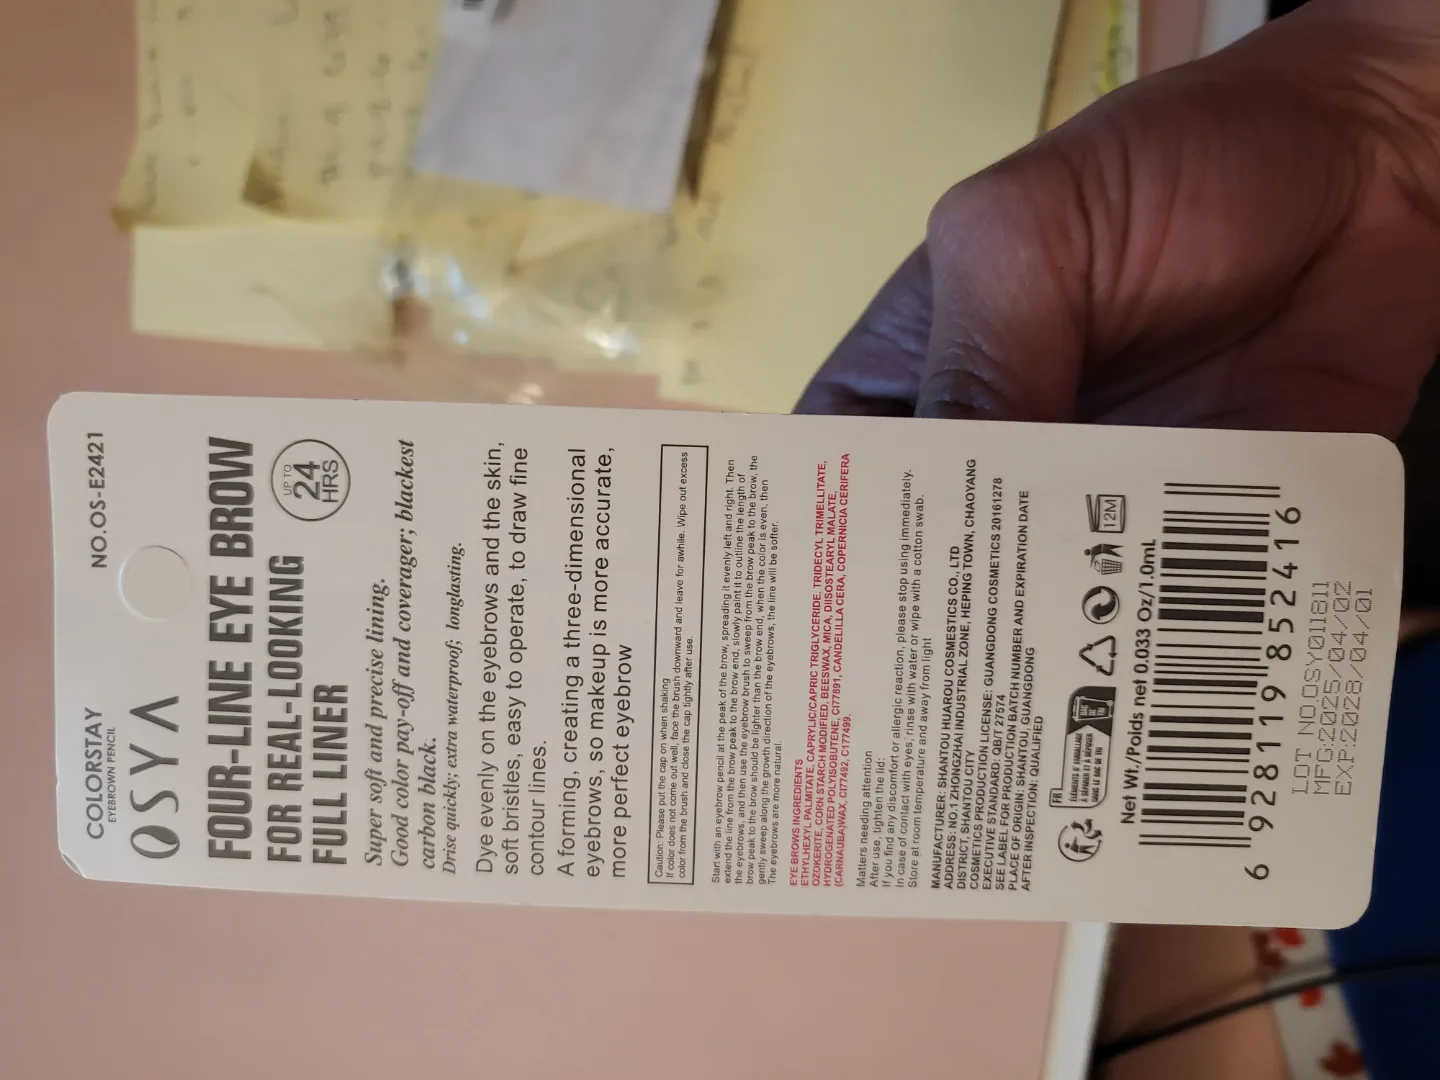 COLORSTAY
EYEBROWN PENCIL
NO.OS-E2421
OSYA
FOUR-LINE EYE BROW
FOR REAL-LOOKING
FULL LINER
UP TO
24
HRS
Super soft and precise lining.
Good color pay-off and coverager; blackest
carbon black.
Drise quickly; extra waterproof; longlasting.
Dye evenly on the eyebrows and the skin,
soft bristles, easy to operate, to draw fine
contour lines.
A forming, creating a three-dimensional
eyebrows, so makeup is more accurate,
more perfect eyebrow
Caution: Please put the cap on when shaking
If color does not come out well, face the brush downward and leave for awhile. Wipe out excess
color from the brush and close the cap tightly after use.
Start with an eyebrow pencil at the peak of the brow, spreading it evenly left and right. Then
extend the line from the brow peak to the brow end, slowly paint it to outline the length of
the eyebrows, and then use the eyebrow brush to sweep from the brow peak to the brow, the
brow peak to the brow should be lighter than the brow end, when the color is even, then
gently sweep along the growth direction of the eyebrows, the line will be softer.
The eyebrows are more natural.
EYE BROWS INGREDIENTS
ETHYLHEXYL PALMITATE, CAPRYLIC/CAPRIC TRIGLYCERIDE, TRIDECYL TRIMELLITATE,
OZOKERITE, CORN STARCH MODIFIED, BEESWAX, MICA, DIISOSTEARYL MALATE,
HYDROGENATED POLYISOBUTENE, CI77891, CANDELILLA CERA, COPERNICIA CERIFERA
(CARNAUBA)WAX, CI77492, C177499.
Matters needing attention
After use, tighten the lid;
If you find any discomfort or allergic reaction, please stop using immediately.
In case of contact with eyes, rinse with water or wipe with a cotton swab.
Store at room temperature and away from light
MANUFACTURER: SHANTOU HUAROU COSMESTICS CO., LTD
ADDRESS: NO.1 ZHONGZHAI INDUSTRIAL ZONE, HEPING TOWN, CHAOYANG
DISTRICT, SHANTOU CITY
COSMETICS PRODUCTION LICENSE: GUANGDONG COSMETICS 20161278
EXECUTIVE STANDARD: QB/T 27574
SEE LABEL FOR PRODUCTION BATCH NUMBER AND EXPIRATION DATE
PLACE OF ORIGIN: SHANTOU, GUANGDONG
AFTER INSPECTION: QUALIFIED
FR
ÉLÉMENTS D'EMBALLAGE
À SÉPARER ET À DÉPOSER
DANS LE BAC DE TRI
BAC
DE
TRI
12M
Net Wt./Poids net 0.033 Oz/1.0mL
6 928119 852416
LOT NO.OSY011811
MFG:2025/04/02
EXP:2028/04/01